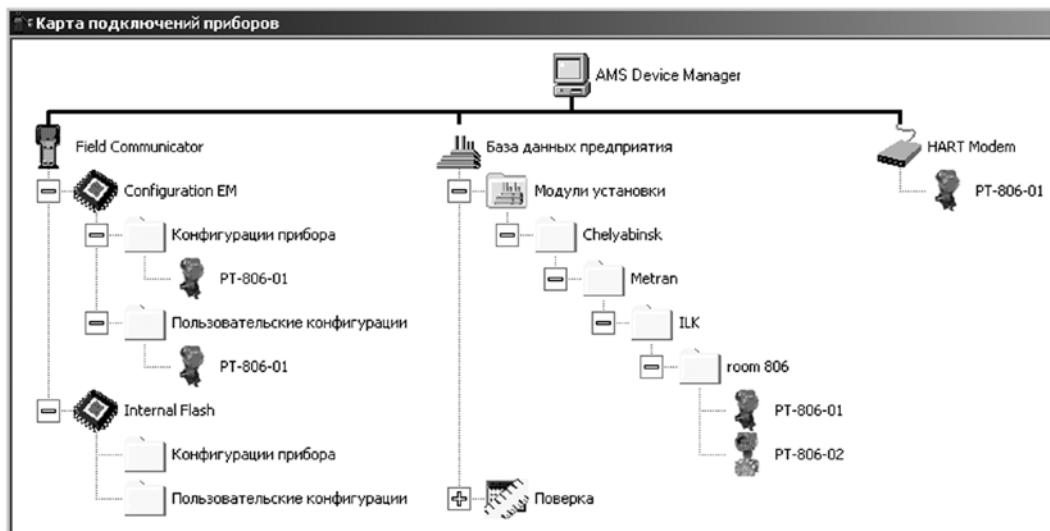 Карта подключений приборов
AMS Device Manager
Field Communicator
Configuration EM
Конфигурации прибора
PT-806-01
Пользовательские конфигурации
PT-806-01
Internal Flash
Конфигурации прибора
Пользовательские конфигурации
База данных предприятия
Модули установки
Chelyabinsk
Metran
ILK
room 806
PT-806-01
PT-806-02
Поверка
HART Modem
PT-806-01